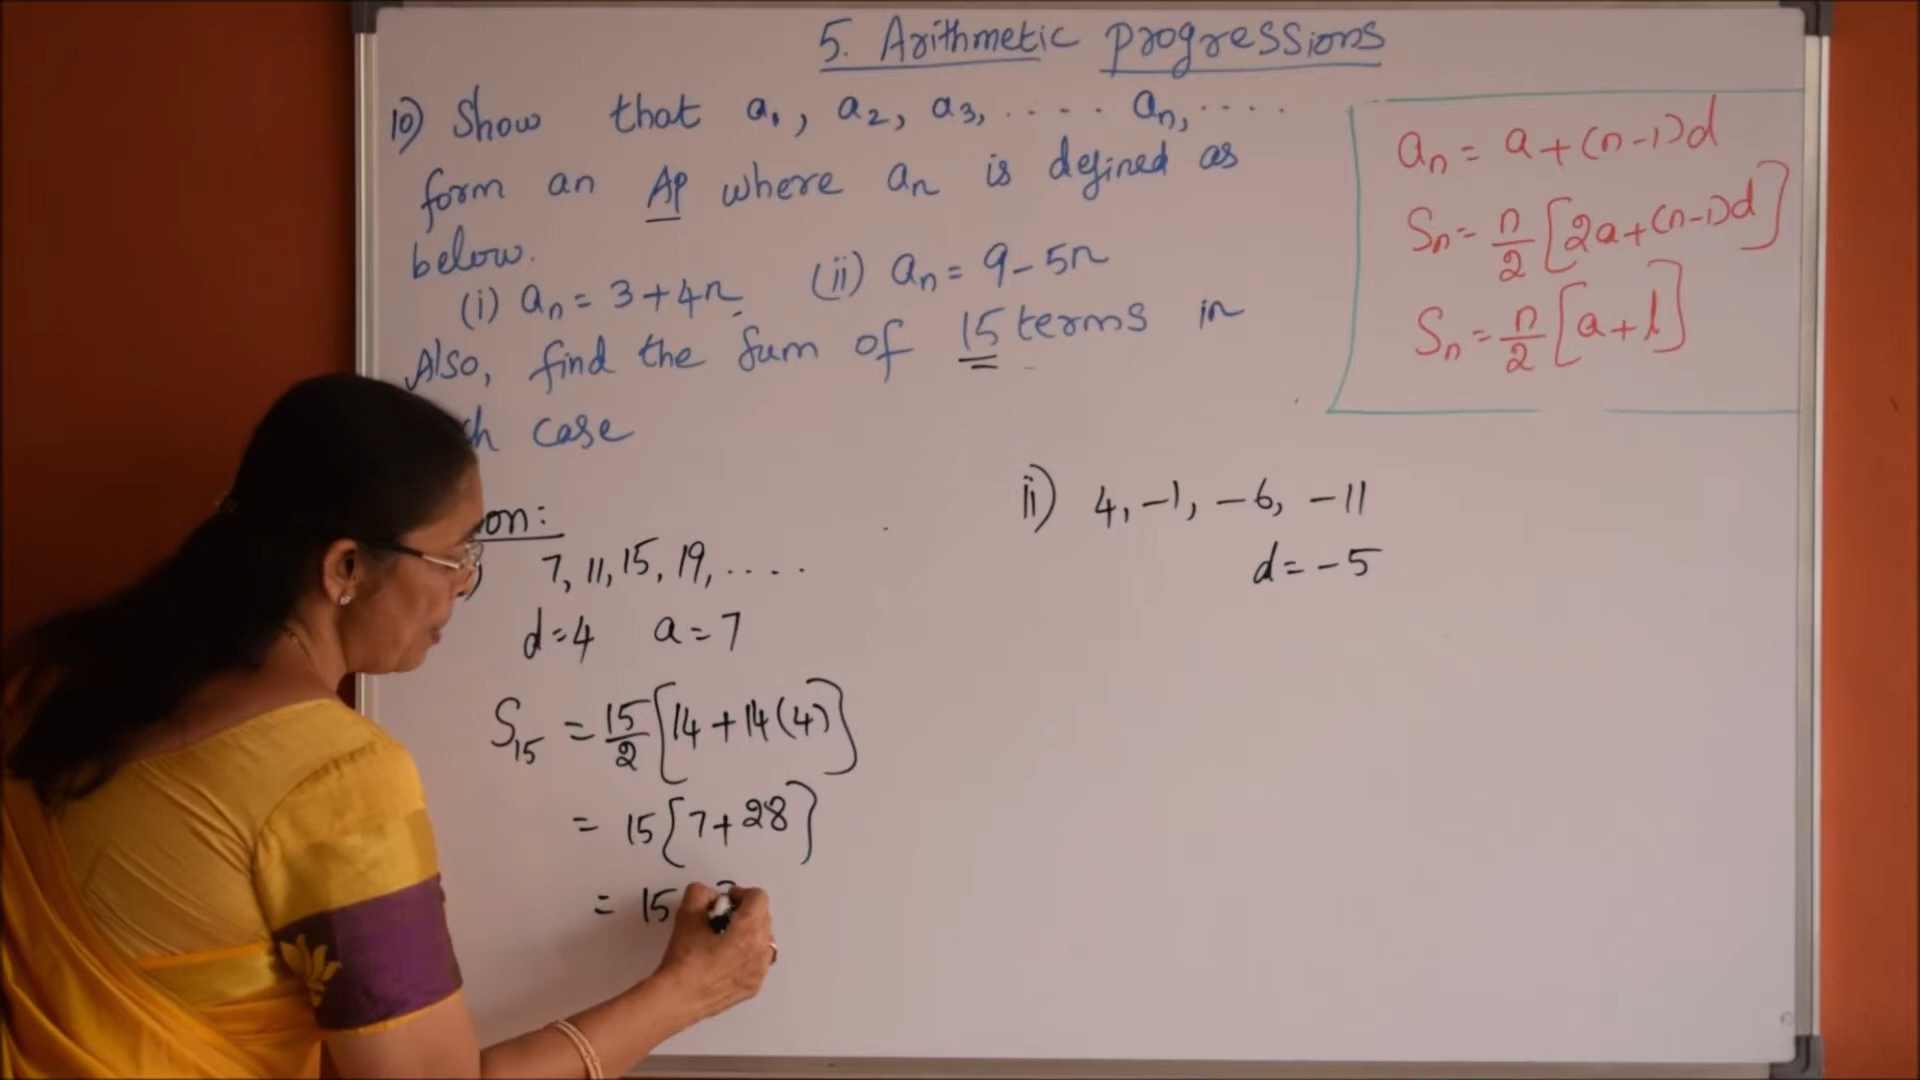 5. Arithmetic progressions
10) Show that a₁, a₂, a₃, .... aₙ, ....
form an AP where aₙ is defined as
below.
(i) aₙ = 3+4n (ii) aₙ = 9-5n
Also, find the Sum of 15 terms in
ch case
aₙ = a+(n-1)d
Sₙ = n/2 [2a+(n-1)d]
Sₙ = n/2 [a+l]
on:
) 7, 11, 15, 19, ....
d=4 a=7
S₁₅ = 15/2 [14+14(4)]
= 15[7+28]
= 15
ii) 4, -1, -6, -11
d = -5